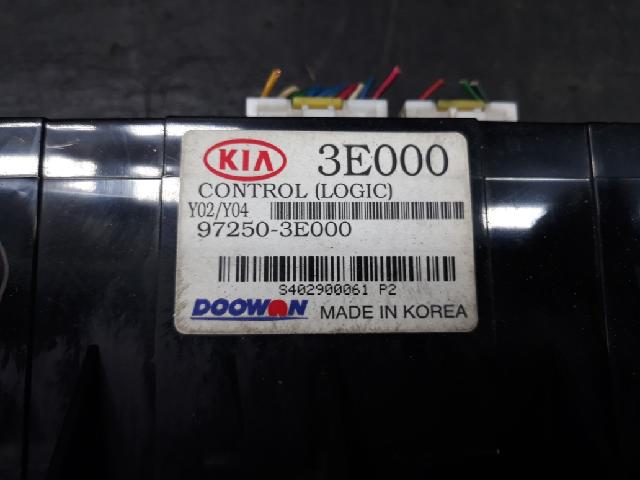 KIA 3E000
CONTROL (LOGIC)
Y02/Y04
97250-3E000
S402900061 P2
DOOWON MADE IN KOREA